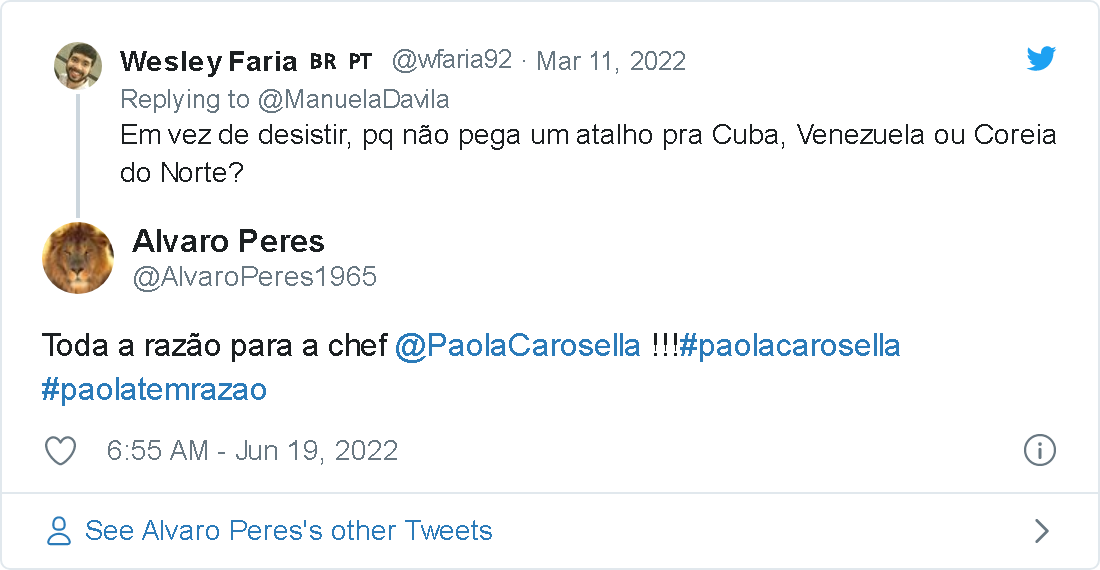 Wesley Faria BR PT @wfaria92 · Mar 11, 2022
Replying to @ManuelaDavila
Em vez de desistir, pq não pega um atalho pra Cuba, Venezuela ou Coreia
do Norte?
Alvaro Peres
@AlvaroPeres1965
Toda a razão para a chef @PaolaCarosella !!!#paolacarosella
#paolatemrazao
6:55 AM - Jun 19, 2022
See Alvaro Peres's other Tweets